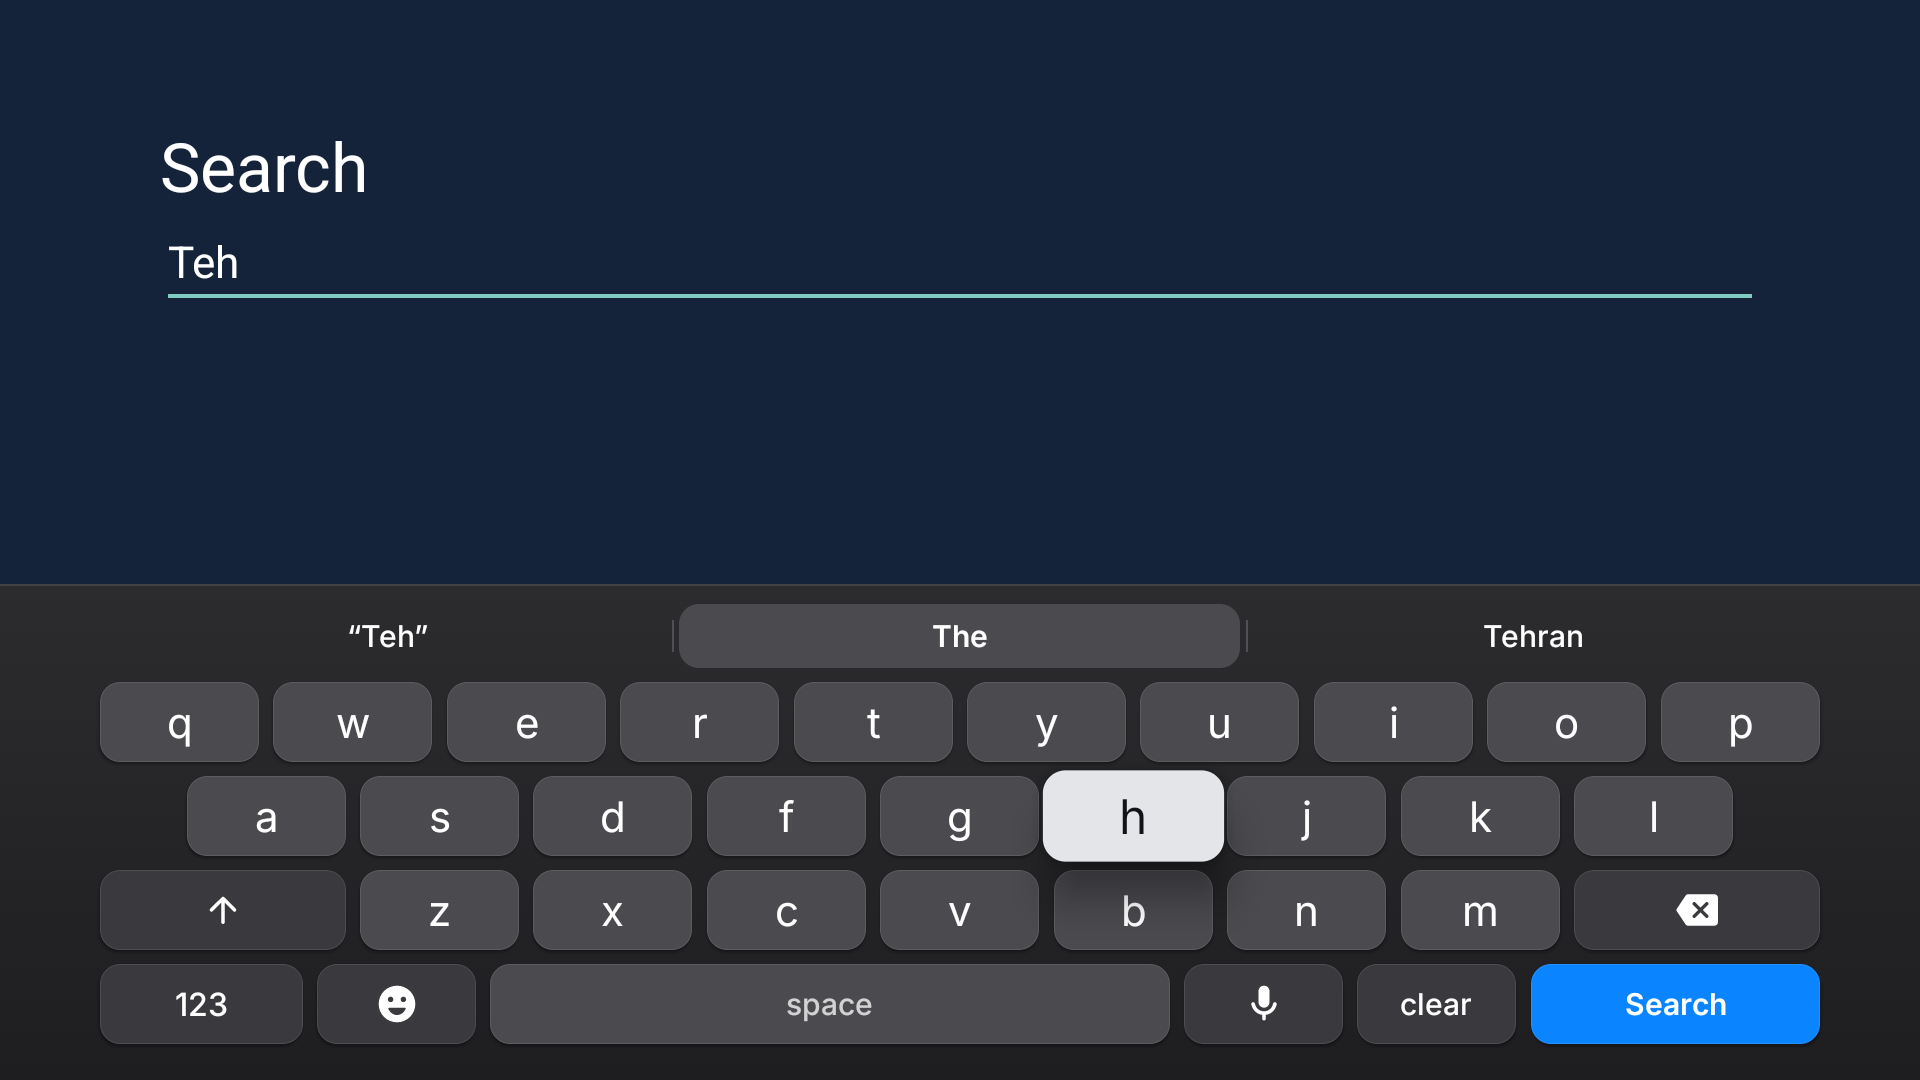 Search
Teh
“Teh” The Tehran
q w e r t y u i o p
a s d f g h j k l
z x c v b n m
123 space clear Search